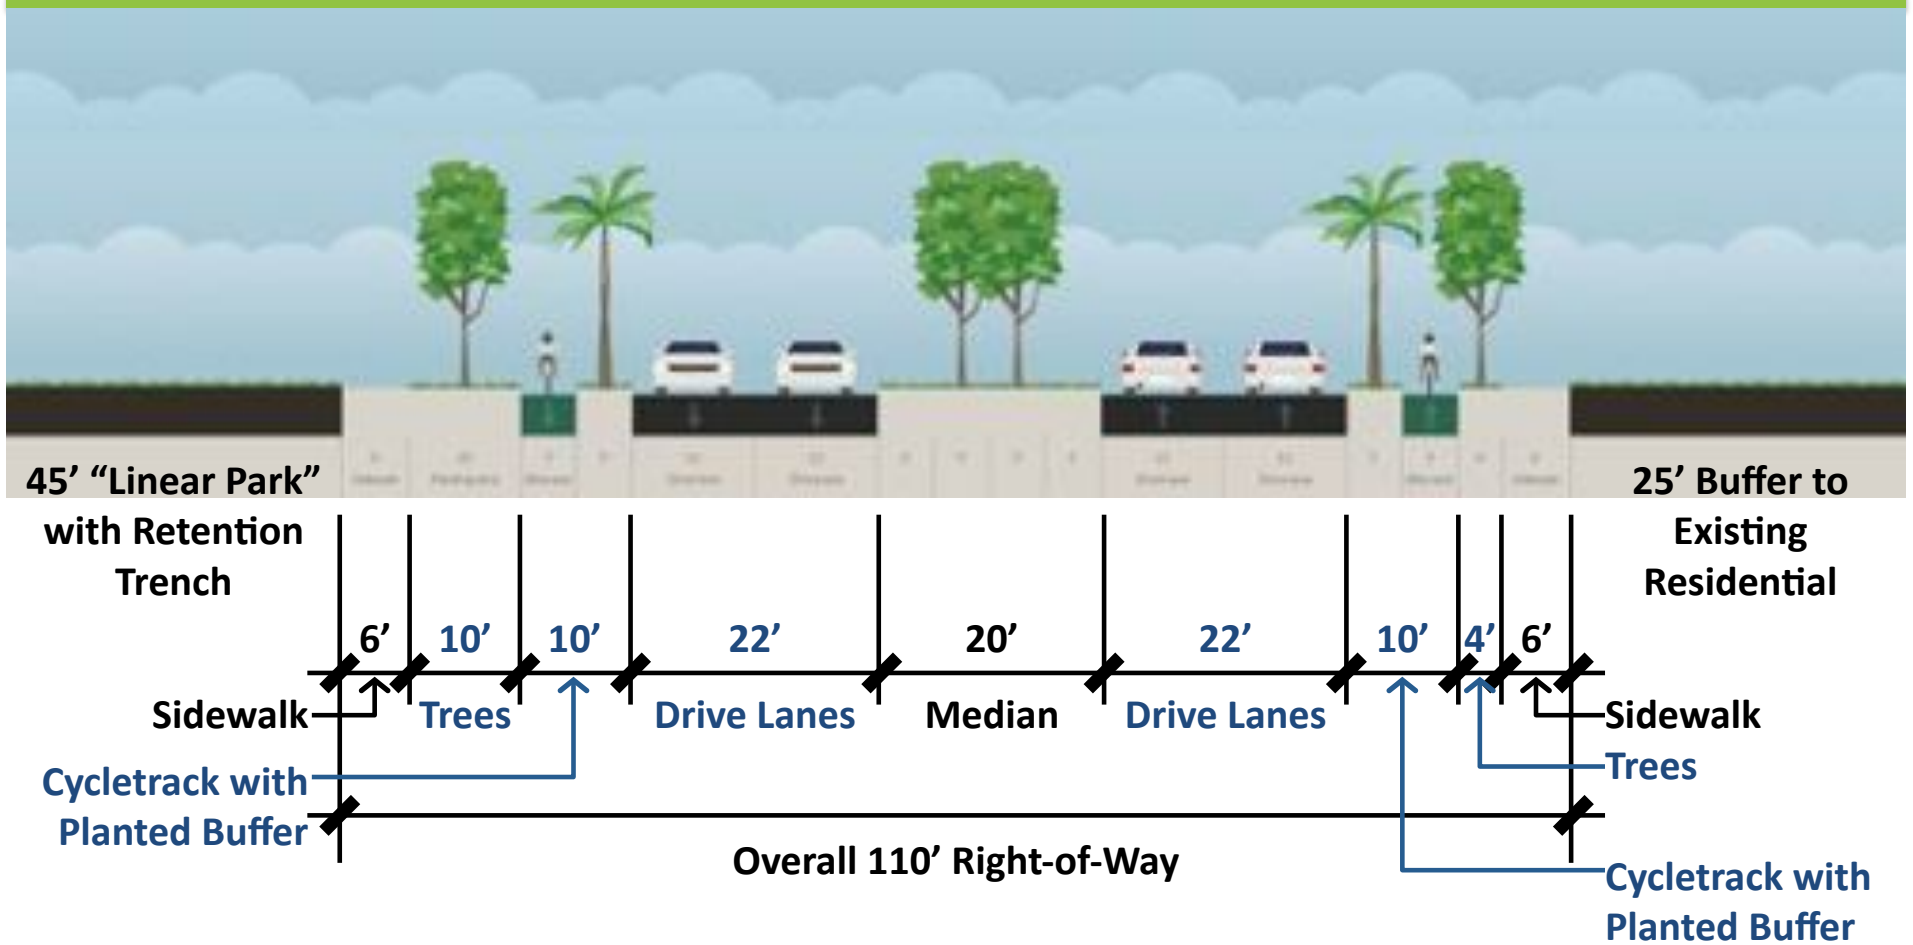 45’ “Linear Park”
with Retention
Trench
25’ Buffer to
Existing
Residential
6’ 10’ 10’ 22’ 20’ 22’ 10’ 4’ 6’
Sidewalk Trees Drive Lanes Median Drive Lanes Sidewalk
Trees
Cycletrack with
Planted Buffer
Overall 110’ Right-of-Way
Cycletrack with
Planted Buffer